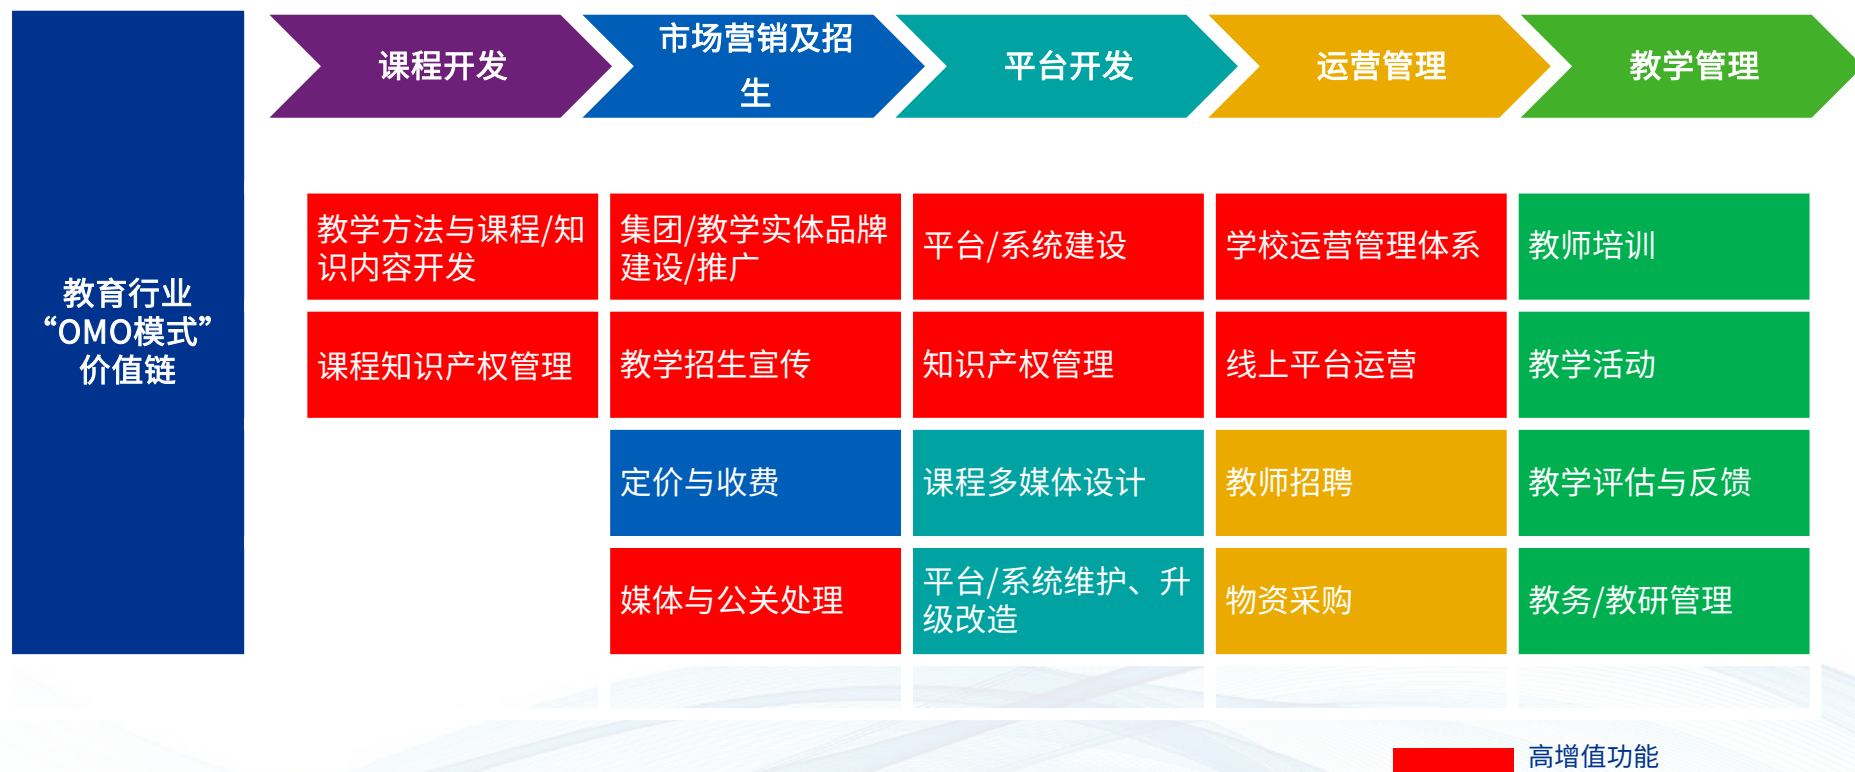 教育行业
“OMO模式”
价值链
课程开发
市场营销及招
生
平台开发
运营管理
教学管理
教学方法与课程/知
识内容开发
集团/教学实体品牌
建设/推广
平台/系统建设
学校运营管理体系
教师培训
课程知识产权管理
教学招生宣传
知识产权管理
线上平台运营
教学活动
定价与收费
课程多媒体设计
教师招聘
教学评估与反馈
媒体与公关处理
平台/系统维护、升
级改造
物资采购
教务/教研管理
高增值功能